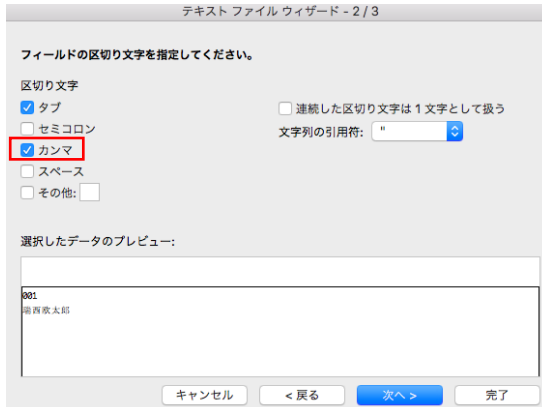 テキスト ファイル ウィザード - 2 / 3
フィールドの区切り文字を指定してください。
区切り文字
タブ
連続した区切り文字は 1 文字として扱う
セミコロン
文字列の引用符: "
カンマ
スペース
その他:
選択したデータのプレビュー:
001
瑞西欧太郎
キャンセル
< 戻る
次へ >
完了